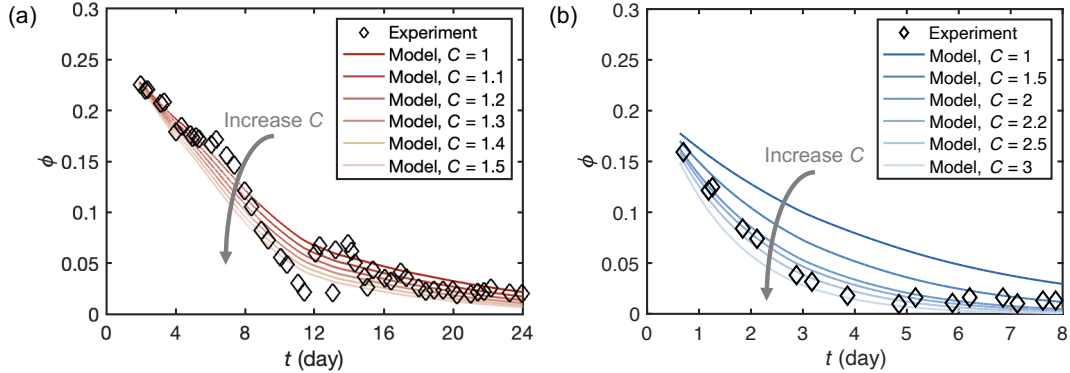 (a)
0.3
0.25
0.2
0.15
0.1
0.05
0
ϕ
0 4 8 12 16 20 24
t (day)
Increase C
Experiment
Model, C = 1
Model, C = 1.1
Model, C = 1.2
Model, C = 1.3
Model, C = 1.4
Model, C = 1.5
(b)
0.3
0.25
0.2
0.15
0.1
0.05
0
ϕ
0 1 2 3 4 5 6 7 8
t (day)
Increase C
Experiment
Model, C = 1
Model, C = 1.5
Model, C = 2
Model, C = 2.2
Model, C = 2.5
Model, C = 3